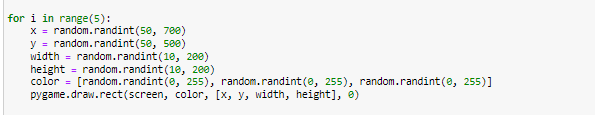 for i in range(5):
    x = random.randint(50, 700)
    y = random.randint(50, 500)
    width = random.randint(10, 200)
    height = random.randint(10, 200)
    color = [random.randint(0, 255), random.randint(0, 255), random.randint(0, 255)]
    pygame.draw.rect(screen, color, [x, y, width, height], 0)